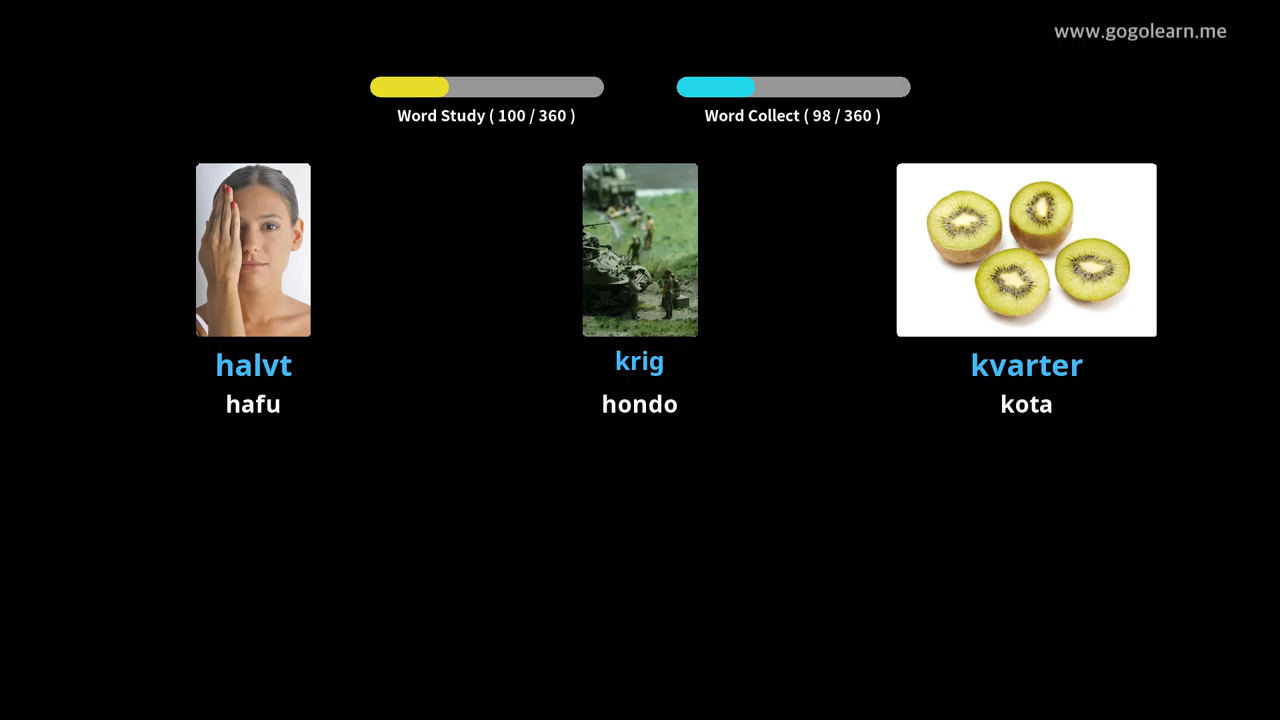 www.gogolearn.me
Word Study ( 100 / 360 )
Word Collect ( 98 / 360 )
halvt
krig
kvarter
hafu
hondo
kota